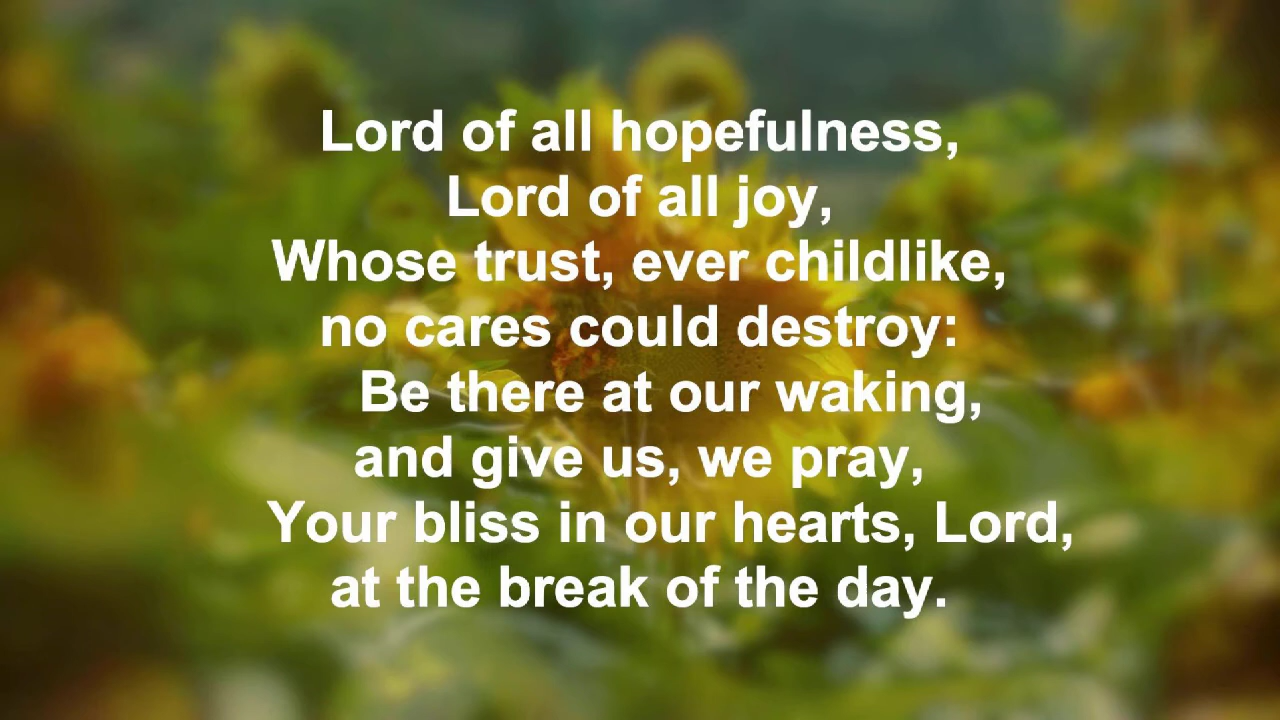 Lord of all hopefulness,
Lord of all joy,
Whose trust, ever childlike,
no cares could destroy:
Be there at our waking,
and give us, we pray,
Your bliss in our hearts, Lord,
at the break of the day.